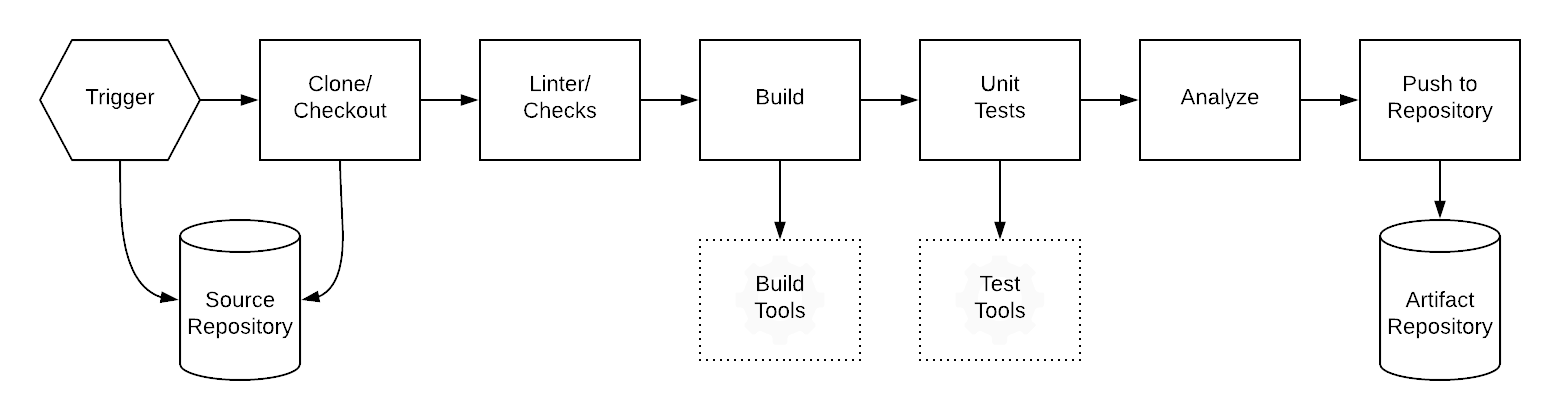 Trigger
Clone/
Checkout
Linter/
Checks
Build
Unit
Tests
Analyze
Push to
Repository
Source
Repository
Build
Tools
Test
Tools
Artifact
Repository